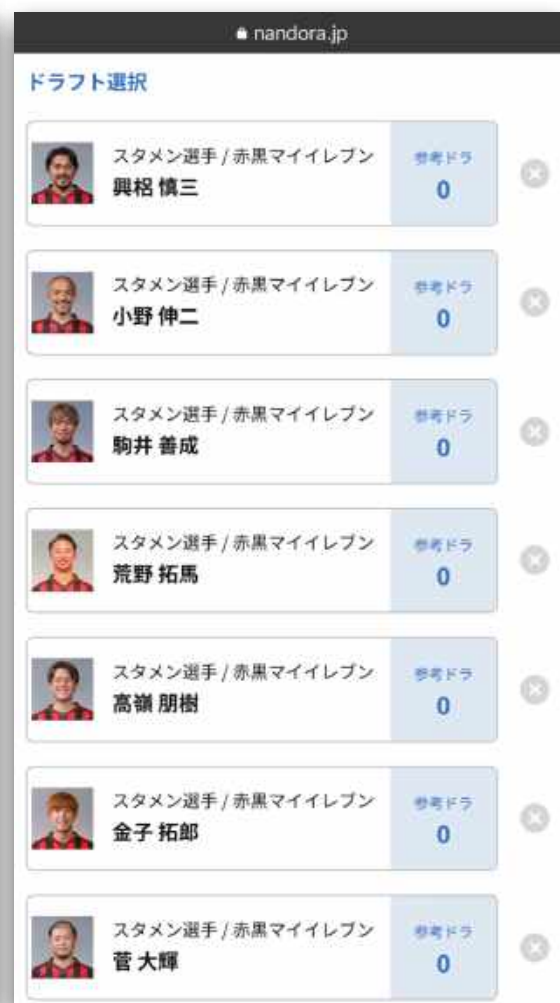 nandora.jp
ドラフト選択
スタメン選手 / 赤黒マイイレブン
興梠 慎三
参考ドラ
0
スタメン選手 / 赤黒マイイレブン
小野 伸二
参考ドラ
0
スタメン選手 / 赤黒マイイレブン
駒井 善成
参考ドラ
0
スタメン選手 / 赤黒マイイレブン
荒野 拓馬
参考ドラ
0
スタメン選手 / 赤黒マイイレブン
高嶺 朋樹
参考ドラ
0
スタメン選手 / 赤黒マイイレブン
金子 拓郎
参考ドラ
0
スタメン選手 / 赤黒マイイレブン
菅 大輝
参考ドラ
0